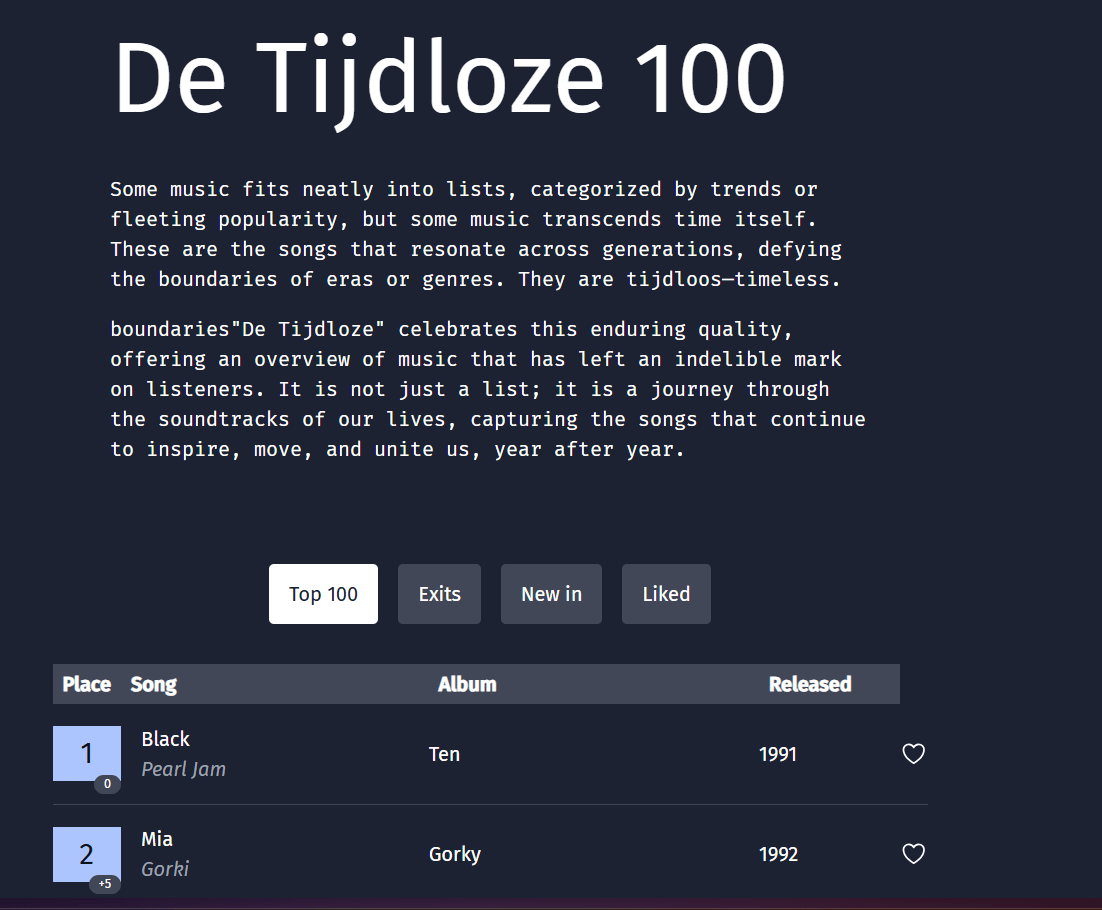 De Tijdloze 100
Some music fits neatly into lists, categorized by trends or
fleeting popularity, but some music transcends time itself.
These are the songs that resonate across generations, defying
the boundaries of eras or genres. They are tijdloos—timeless.
boundaries"De Tijdloze" celebrates this enduring quality,
offering an overview of music that has left an indelible mark
on listeners. It is not just a list; it is a journey through
the soundtracks of our lives, capturing the songs that continue
to inspire, move, and unite us, year after year.
Top 100 Exits New in Liked
Place Song Album Released
1 0 Black Ten 1991
Pearl Jam
2 +5 Mia Gorky 1992
Gorki